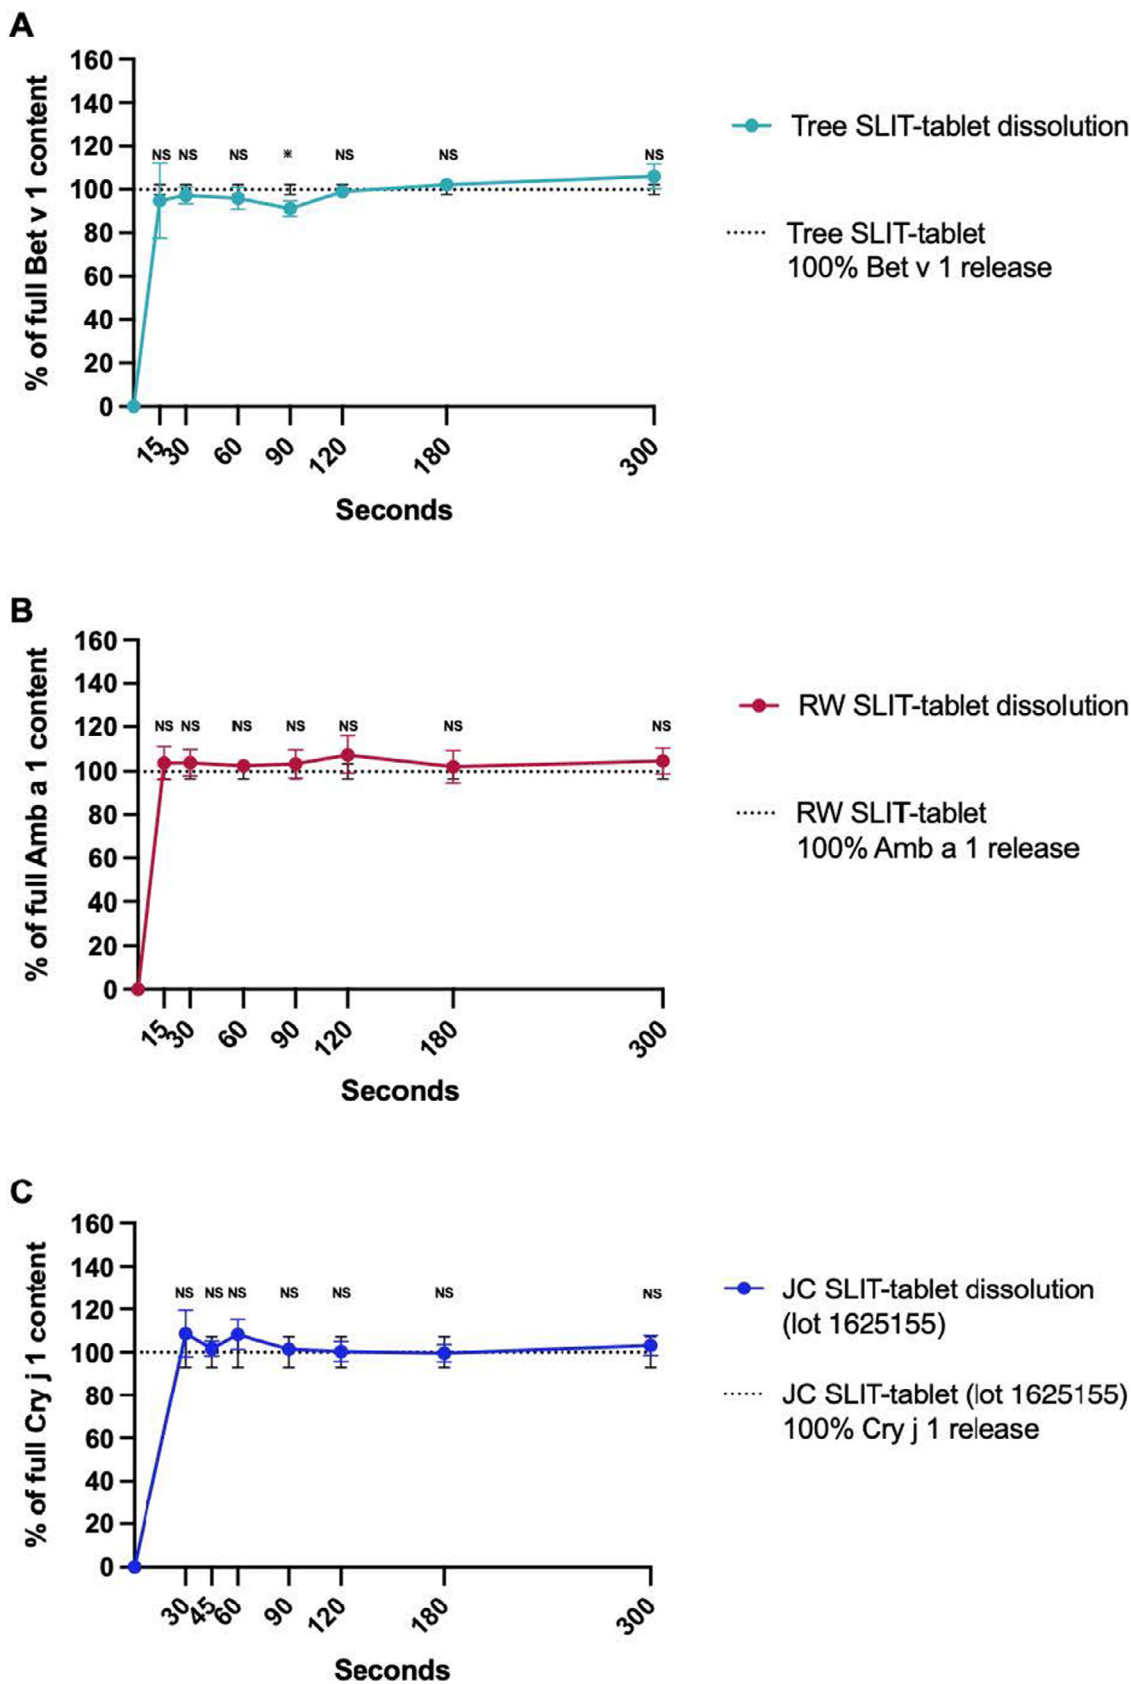 A
% of full Bet v 1 content
160
140
120
100
80
60
40
20
0
NS NS NS * NS NS NS
15 30 60 90 120 180 300
Seconds
Tree SLIT-tablet dissolution
Tree SLIT-tablet
100% Bet v 1 release
B
% of full Amb a 1 content
160
140
120
100
80
60
40
20
0
NS NS NS NS NS NS NS
15 30 60 90 120 180 300
Seconds
RW SLIT-tablet dissolution
RW SLIT-tablet
100% Amb a 1 release
C
% of full Cry j 1 content
160
140
120
100
80
60
40
20
0
NS NS NS NS NS NS NS
30 45 60 90 120 180 300
Seconds
JC SLIT-tablet dissolution
(lot 1625155)
JC SLIT-tablet (lot 1625155)
100% Cry j 1 release